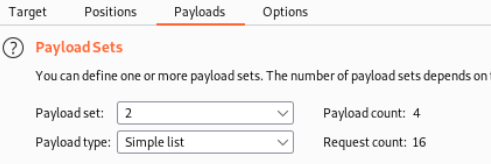 Target Positions Payloads Options
? Payload Sets
You can define one or more payload sets. The number of payload sets depends on
Payload set: 2 Payload count: 4
Payload type: Simple list Request count: 16